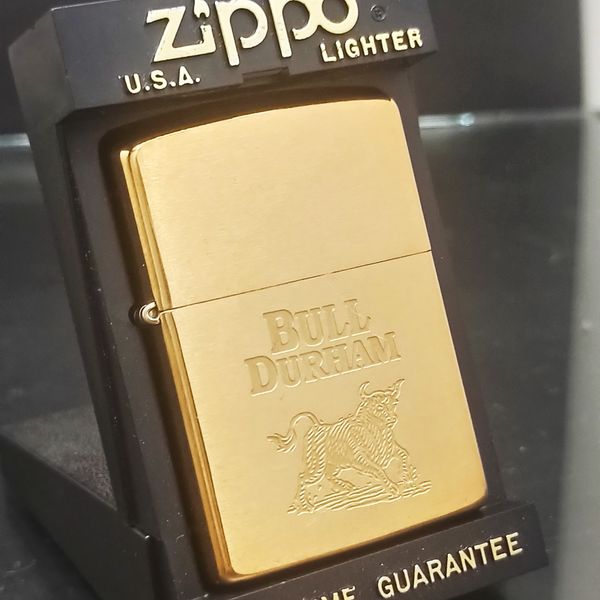 zippo
U.S.A. LIGHTER
BULL
DURHAM
GUARANTEE